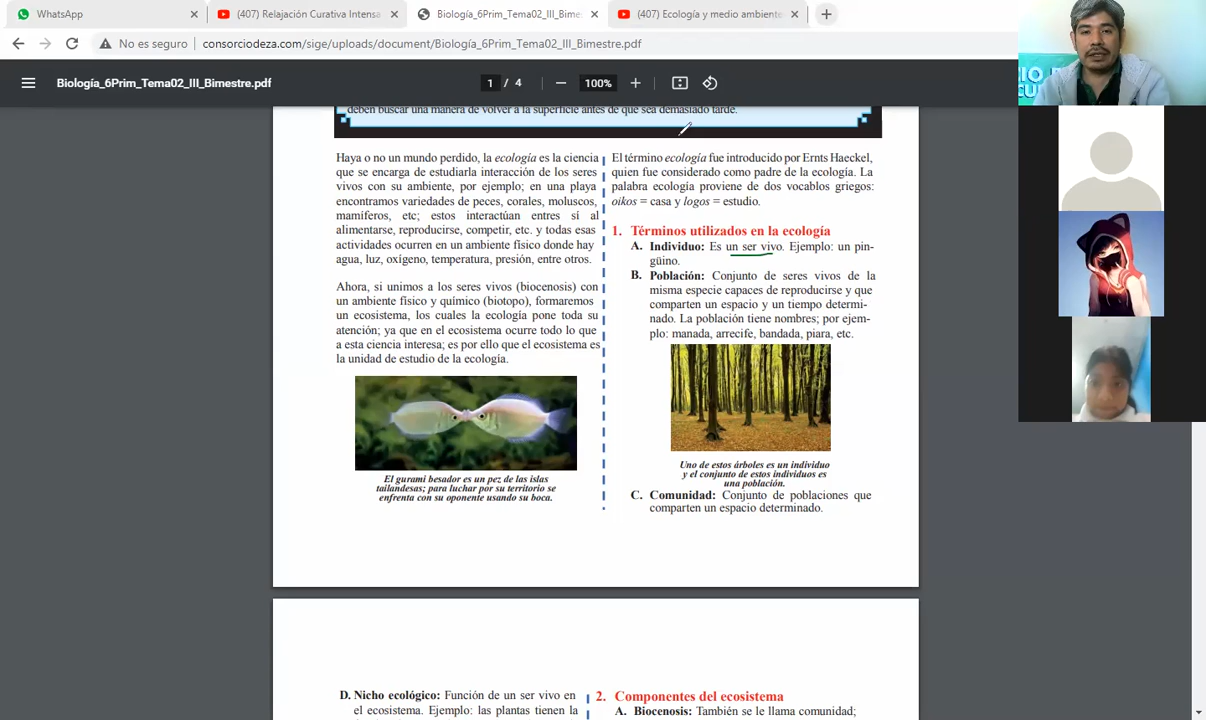 WhatsApp
(407) Relajación Curativa Intensa
Biología_6Prim_Tema02_III_Bime
(407) Ecología y medio ambiente
No es seguro
consorciodeza.com/sige/uploads/document/Biología_6Prim_Tema02_III_Bimestre.pdf
Biología_6Prim_Tema02_III_Bimestre.pdf
1 / 4
100%
deben buscar una manera de volver a la superficie antes de que sea demasiado tarde.
Haya o no un mundo perdido, la ecología es la ciencia
que se encarga de estudiarla interacción de los seres
vivos con su ambiente, por ejemplo; en una playa
encontramos variedades de peces, corales, moluscos,
mamíferos, etc; estos interactúan entres sí al
alimentarse, reproducirse, competir, etc. y todas esas
actividades ocurren en un ambiente físico donde hay
agua, luz, oxígeno, temperatura, presión, entre otros.
Ahora, si unimos a los seres vivos (biocenosis) con
un ambiente físico y químico (biotopo), formaremos
un ecosistema, los cuales la ecología pone toda su
atención; ya que en el ecosistema ocurre todo lo que
a esta ciencia interesa; es por ello que el ecosistema es
la unidad de estudio de la ecología.
El gurami besador es un pez de las islas
tailandesas; para luchar por su territorio se
enfrenta con su oponente usando su boca.
El término ecología fue introducido por Ernts Haeckel,
quien fue considerado como padre de la ecología. La
palabra ecología proviene de dos vocablos griegos:
oikos = casa y logos = estudio.
1. Términos utilizados en la ecología
A. Individuo: Es un ser vivo. Ejemplo: un pin-
güino.
B. Población: Conjunto de seres vivos de la
misma especie capaces de reproducirse y que
comparten un espacio y un tiempo determi-
nado. La población tiene nombres; por ejem-
plo: manada, arrecife, bandada, piara, etc.
Uno de estos árboles es un individuo
y el conjunto de estos individuos es
una población.
C. Comunidad: Conjunto de poblaciones que
comparten un espacio determinado.
D. Nicho ecológico: Función de un ser vivo en
el ecosistema. Ejemplo: las plantas tienen la
2. Componentes del ecosistema
A. Biocenosis: También se le llama comunidad;